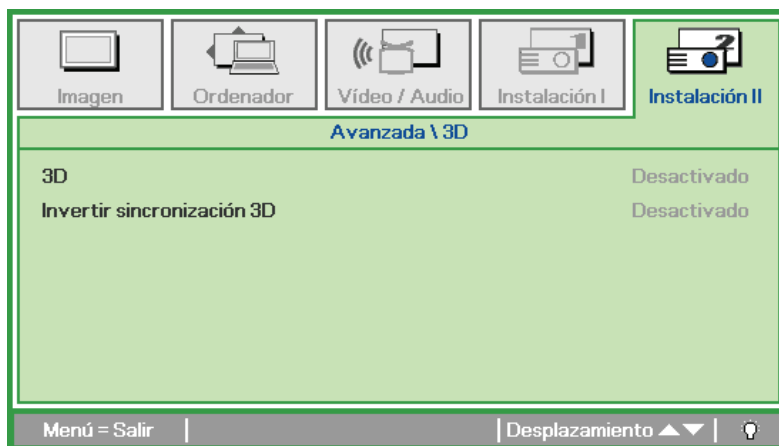 Imagen Ordenador Vídeo / Audio Instalación I Instalación II
Avanzada \ 3D
3D Desactivado
Invertir sincronización 3D Desactivado
Menú = Salir Desplazamiento ▲▼